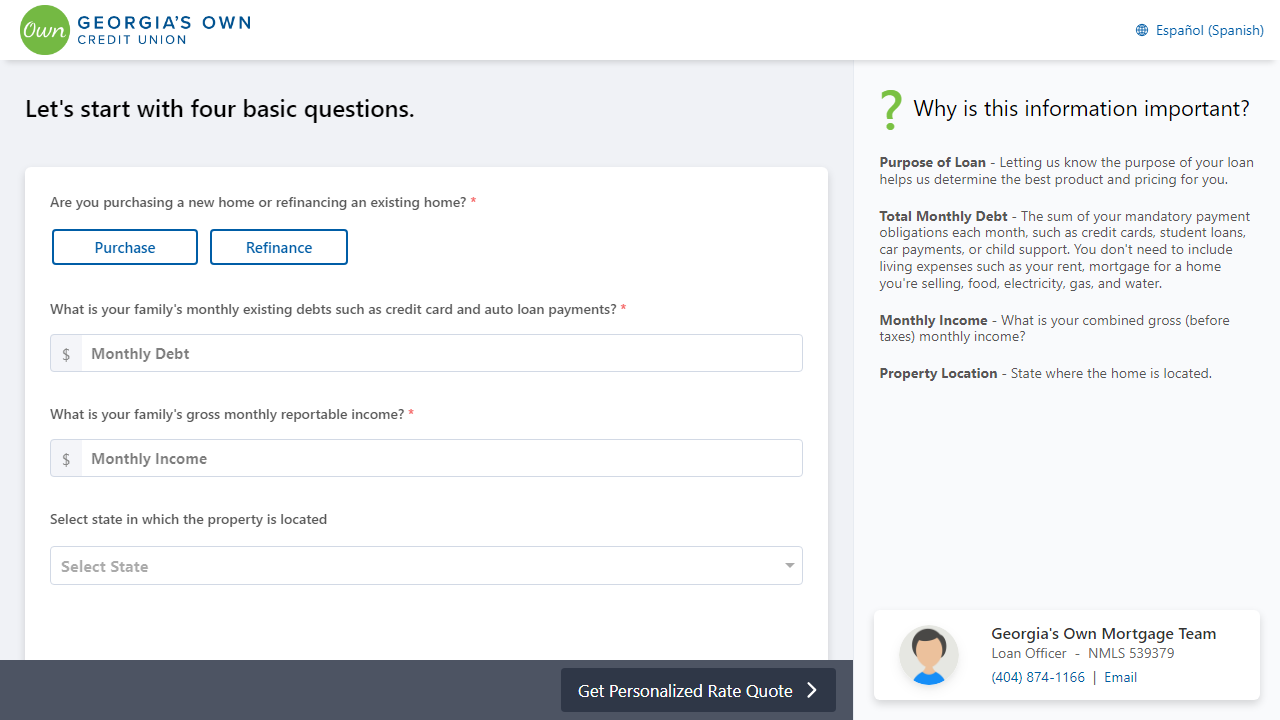 Own
GEORGIA'S OWN
CREDIT UNION
Español (Spanish)
Let's start with four basic questions.
Are you purchasing a new home or refinancing an existing home? *
Purchase
Refinance
What is your family's monthly existing debts such as credit card and auto loan payments? *
$ Monthly Debt
What is your family's gross monthly reportable income? *
$ Monthly Income
Select state in which the property is located
Select State
Get Personalized Rate Quote
? Why is this information important?
Purpose of Loan - Letting us know the purpose of your loan
helps us determine the best product and pricing for you.
Total Monthly Debt - The sum of your mandatory payment
obligations each month, such as credit cards, student loans,
car payments, or child support. You don't need to include
living expenses such as your rent, mortgage for a home
you're selling, food, electricity, gas, and water.
Monthly Income - What is your combined gross (before
taxes) monthly income?
Property Location - State where the home is located.
Georgia's Own Mortgage Team
Loan Officer - NMLS 539379
(404) 874-1166 | Email